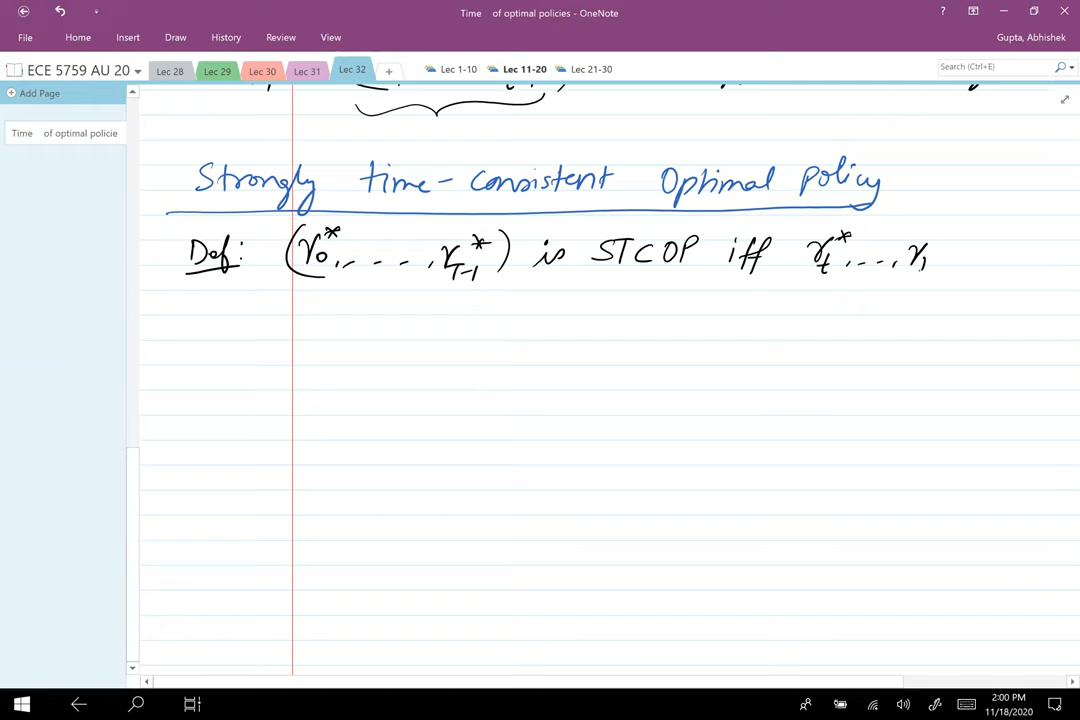 Time of optimal policies - OneNote
?
File Home Insert Draw History Review View
Gupta, Abhishek
ECE 5759 AU 20 Lec 28 Lec 29 Lec 30 Lec 31 Lec 32 + Lec 1-10 Lec 11-20 Lec 21-30
Search (Ctrl+E)
Add Page
Time of optimal policie
Strongly time-consistent Optimal policy
Def: (γ₀*, ..., γ_{T-1}*) is STCOP iff γ_t*, ..., γ
2:00 PM
11/18/2020